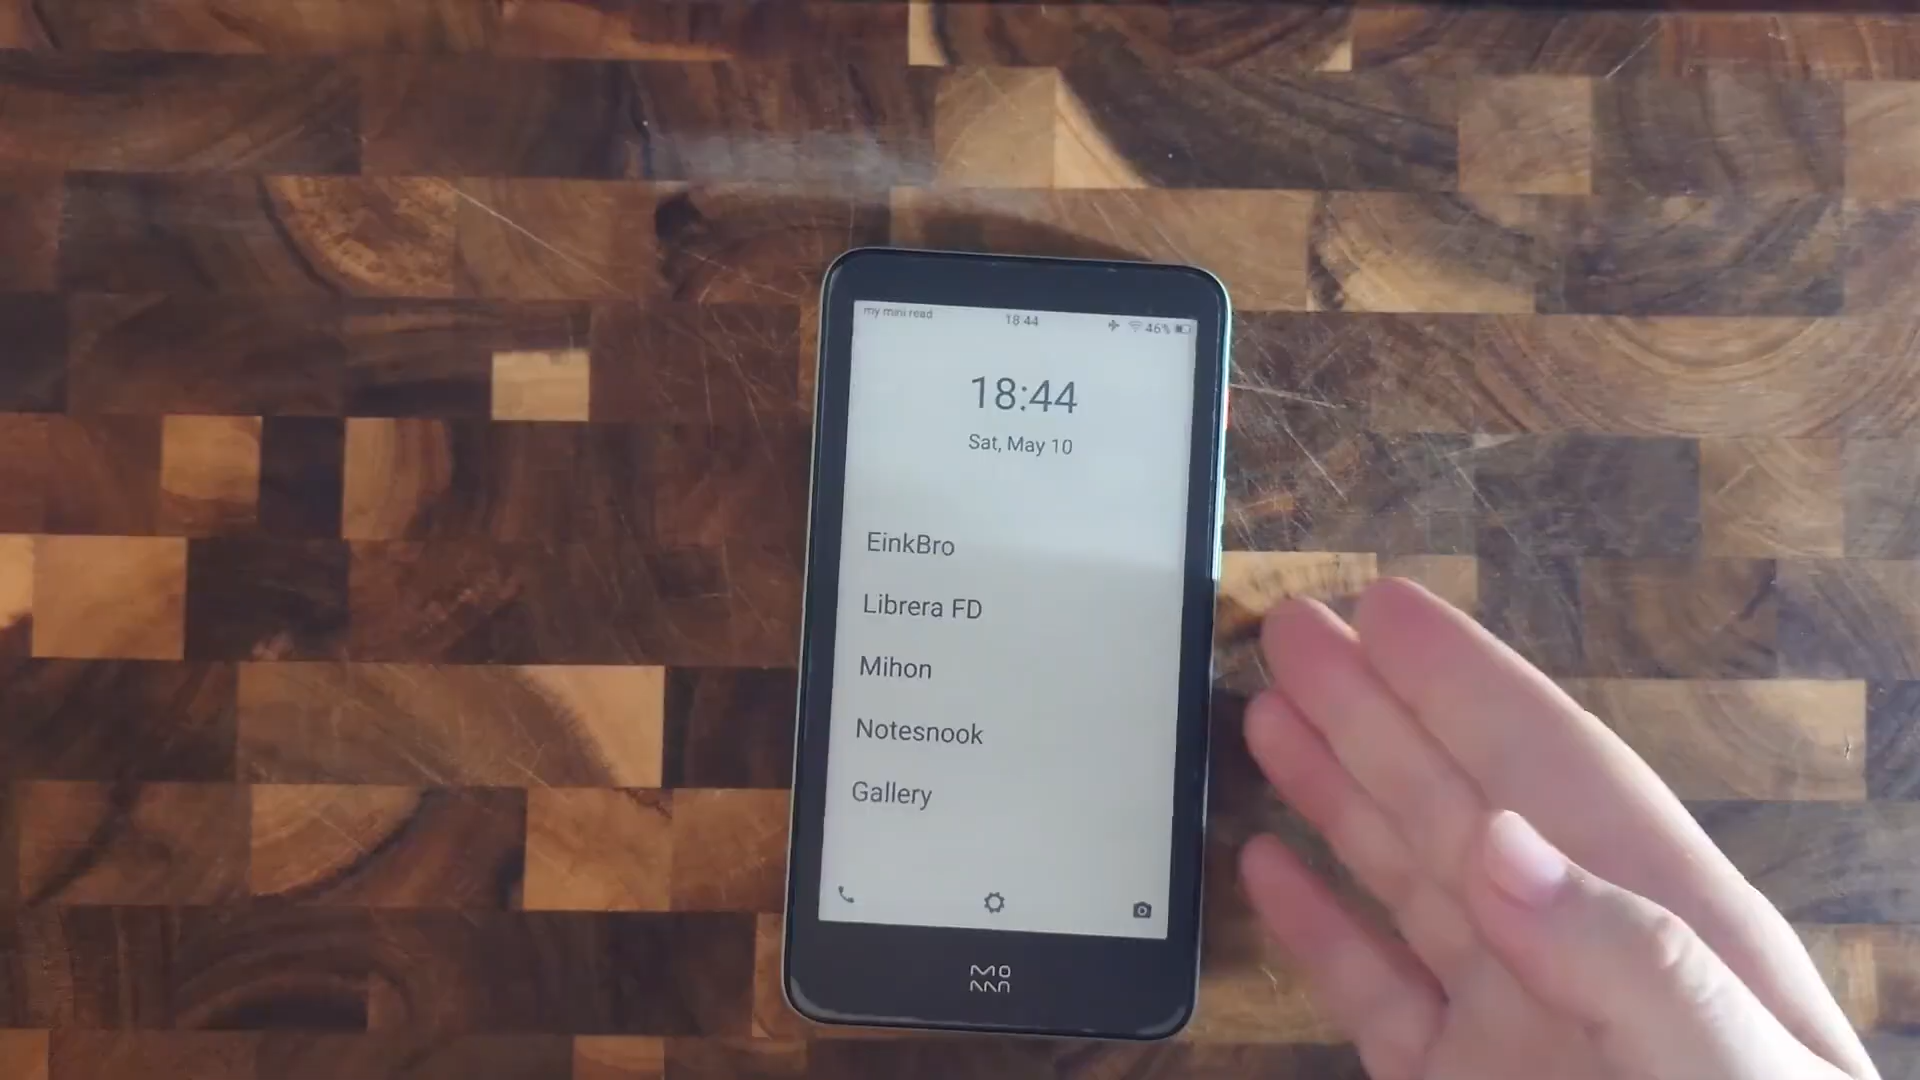 my mini read 18:44 46%
18:44
Sat, May 10
EinkBro
Librera FD
Mihon
Notesnook
Gallery